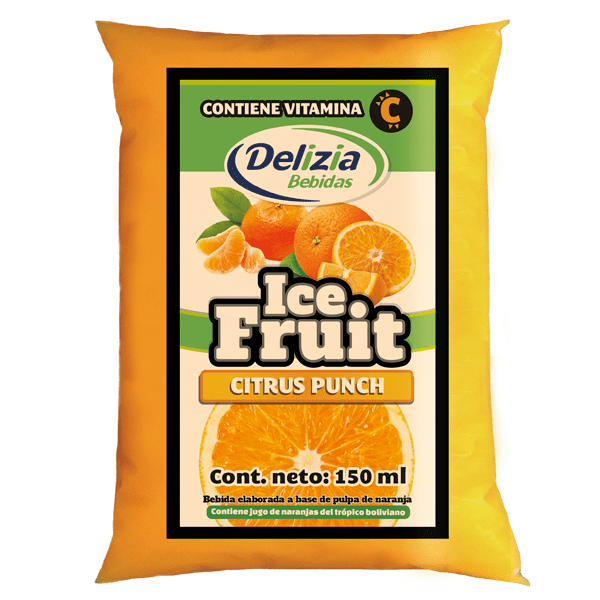 CONTIENE VITAMINA C
Delizia
Bebidas
Ice
Fruit
CITRUS PUNCH
Cont. neto: 150 ml
Bebida elaborada a base de pulpa de naranja
Contiene jugo de naranjas del trópico boliviano